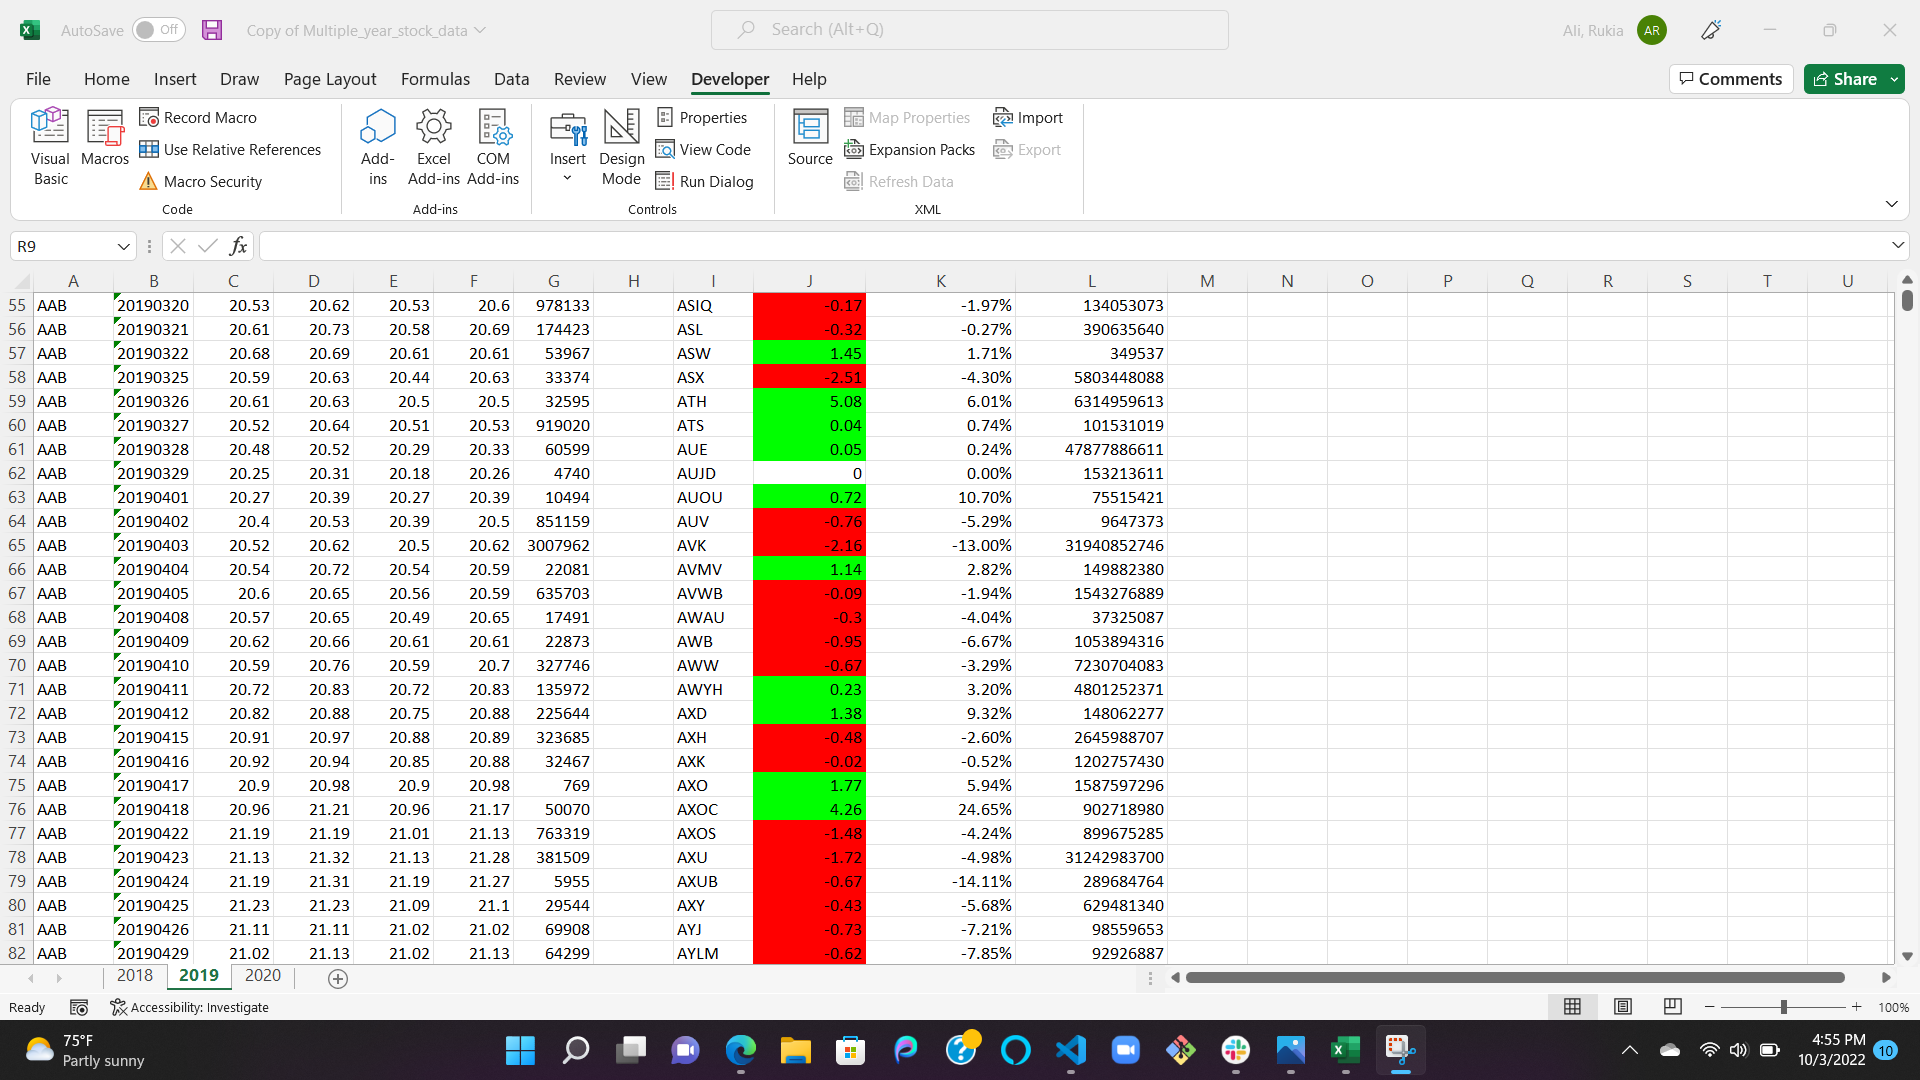 AutoSave Off Copy of Multiple_year_stock_data Search (Alt+Q) Ali, Rukia AR
File Home Insert Draw Page Layout Formulas Data Review View Developer Help Comments Share
Visual Basic Macros Record Macro Use Relative References Macro Security Code
Add-ins Excel Add-ins COM Add-ins Add-ins
Insert Design Mode Properties View Code Run Dialog Controls
Source Map Properties Expansion Packs Refresh Data Import Export XML
R9 fx
A B C D E F G H I J K L M N O P Q R S T U
55 AAB 20190320 20.53 20.62 20.53 20.6 978133 ASIQ -0.17 -1.97% 134053073
56 AAB 20190321 20.61 20.73 20.58 20.69 174423 ASL -0.32 -0.27% 390635640
57 AAB 20190322 20.68 20.69 20.61 20.61 53967 ASW 1.45 1.71% 349537
58 AAB 20190325 20.59 20.63 20.44 20.63 33374 ASX -2.51 -4.30% 5803448088
59 AAB 20190326 20.61 20.63 20.5 20.5 32595 ATH 5.08 6.01% 6314959613
60 AAB 20190327 20.52 20.64 20.51 20.53 919020 ATS 0.04 0.74% 101531019
61 AAB 20190328 20.48 20.52 20.29 20.33 60599 AUE 0.05 0.24% 47877886611
62 AAB 20190329 20.25 20.31 20.18 20.26 4740 AUJD 0 0.00% 153213611
63 AAB 20190401 20.27 20.39 20.27 20.39 10494 AUOU 0.72 10.70% 75515421
64 AAB 20190402 20.4 20.53 20.39 20.5 851159 AUV -0.76 -5.29% 9647373
65 AAB 20190403 20.52 20.62 20.5 20.62 3007962 AVK -2.16 -13.00% 31940852746
66 AAB 20190404 20.54 20.72 20.54 20.59 22081 AVMV 1.14 2.82% 149882380
67 AAB 20190405 20.6 20.65 20.56 20.59 635703 AVWB -0.09 -1.94% 1543276889
68 AAB 20190408 20.57 20.65 20.49 20.65 17491 AWAU -0.3 -4.04% 37325087
69 AAB 20190409 20.62 20.66 20.61 20.61 22873 AWB -0.95 -6.67% 1053894316
70 AAB 20190410 20.59 20.76 20.59 20.7 327746 AWW -0.67 -3.29% 7230704083
71 AAB 20190411 20.72 20.83 20.72 20.83 135972 AWYH 0.23 3.20% 4801252371
72 AAB 20190412 20.82 20.88 20.75 20.88 225644 AXD 1.38 9.32% 148062277
73 AAB 20190415 20.91 20.97 20.88 20.89 323685 AXH -0.48 -2.60% 2645988707
74 AAB 20190416 20.92 20.94 20.85 20.88 32467 AXK -0.02 -0.52% 1202757430
75 AAB 20190417 20.9 20.98 20.9 20.98 769 AXO 1.77 5.94% 1587597296
76 AAB 20190418 20.96 21.21 20.96 21.17 50070 AXOC 4.26 24.65% 902718980
77 AAB 20190422 21.19 21.19 21.01 21.13 763319 AXOS -1.48 -4.24% 899675285
78 AAB 20190423 21.13 21.32 21.13 21.28 381509 AXU -1.72 -4.98% 31242983700
79 AAB 20190424 21.19 21.31 21.19 21.27 5955 AXUB -0.67 -14.11% 289684764
80 AAB 20190425 21.23 21.23 21.09 21.1 29544 AXY -0.43 -5.68% 629481340
81 AAB 20190426 21.11 21.11 21.02 21.02 69908 AYJ -0.73 -7.21% 98559653
82 AAB 20190429 21.02 21.13 21.02 21.13 64299 AYLM -0.62 -7.85% 92926887
2018 2019 2020
Ready Accessibility: Investigate 100%
75°F Partly sunny 4:55 PM 10/3/2022 10